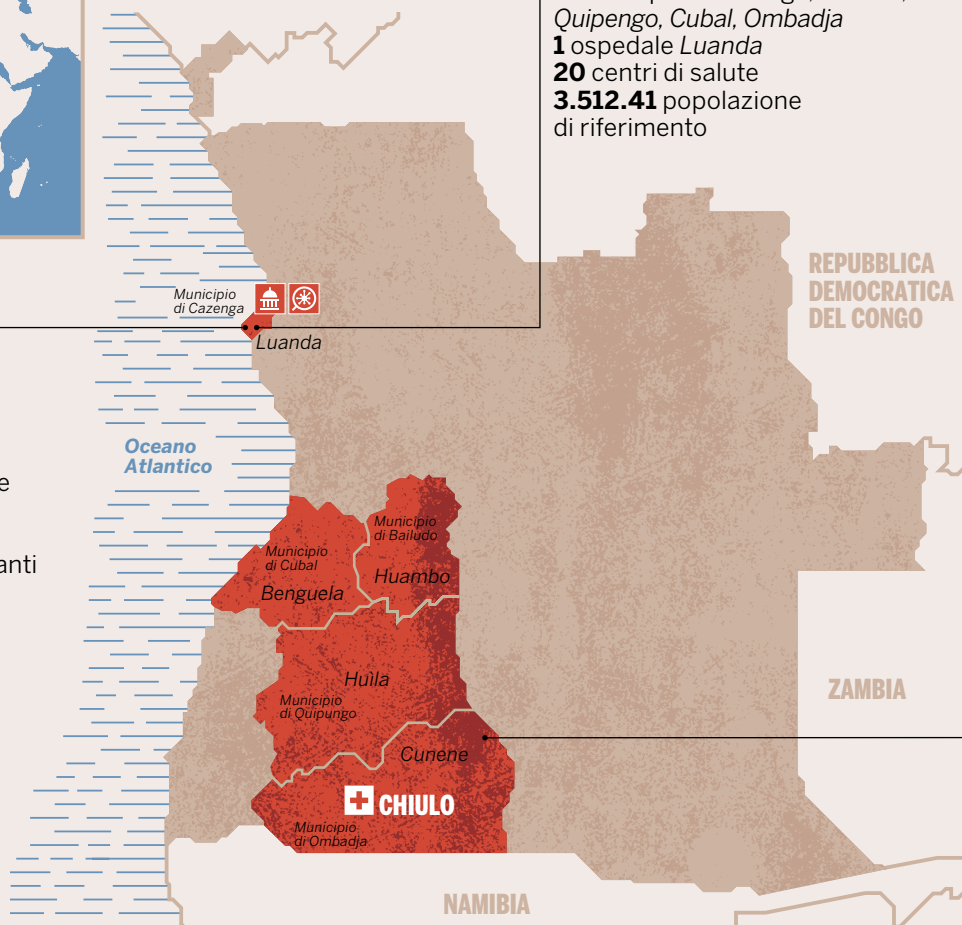 Quipengo, Cubal, Ombadja
1 ospedale Luanda
20 centri di salute
3.512.41 popolazione
di riferimento
REPUBBLICA
DEMOCRATICA
DEL CONGO
Municipio
di Cazenga
Luanda
Oceano
Atlantico
e
anti
Municipio
di Bailudo
Municipio
di Cubal
Huambo
Benguela
Huìla
Municipio
di Quipungo
ZAMBIA
Cunene
CHIULO
Municipio
di Ombadja
NAMIBIA